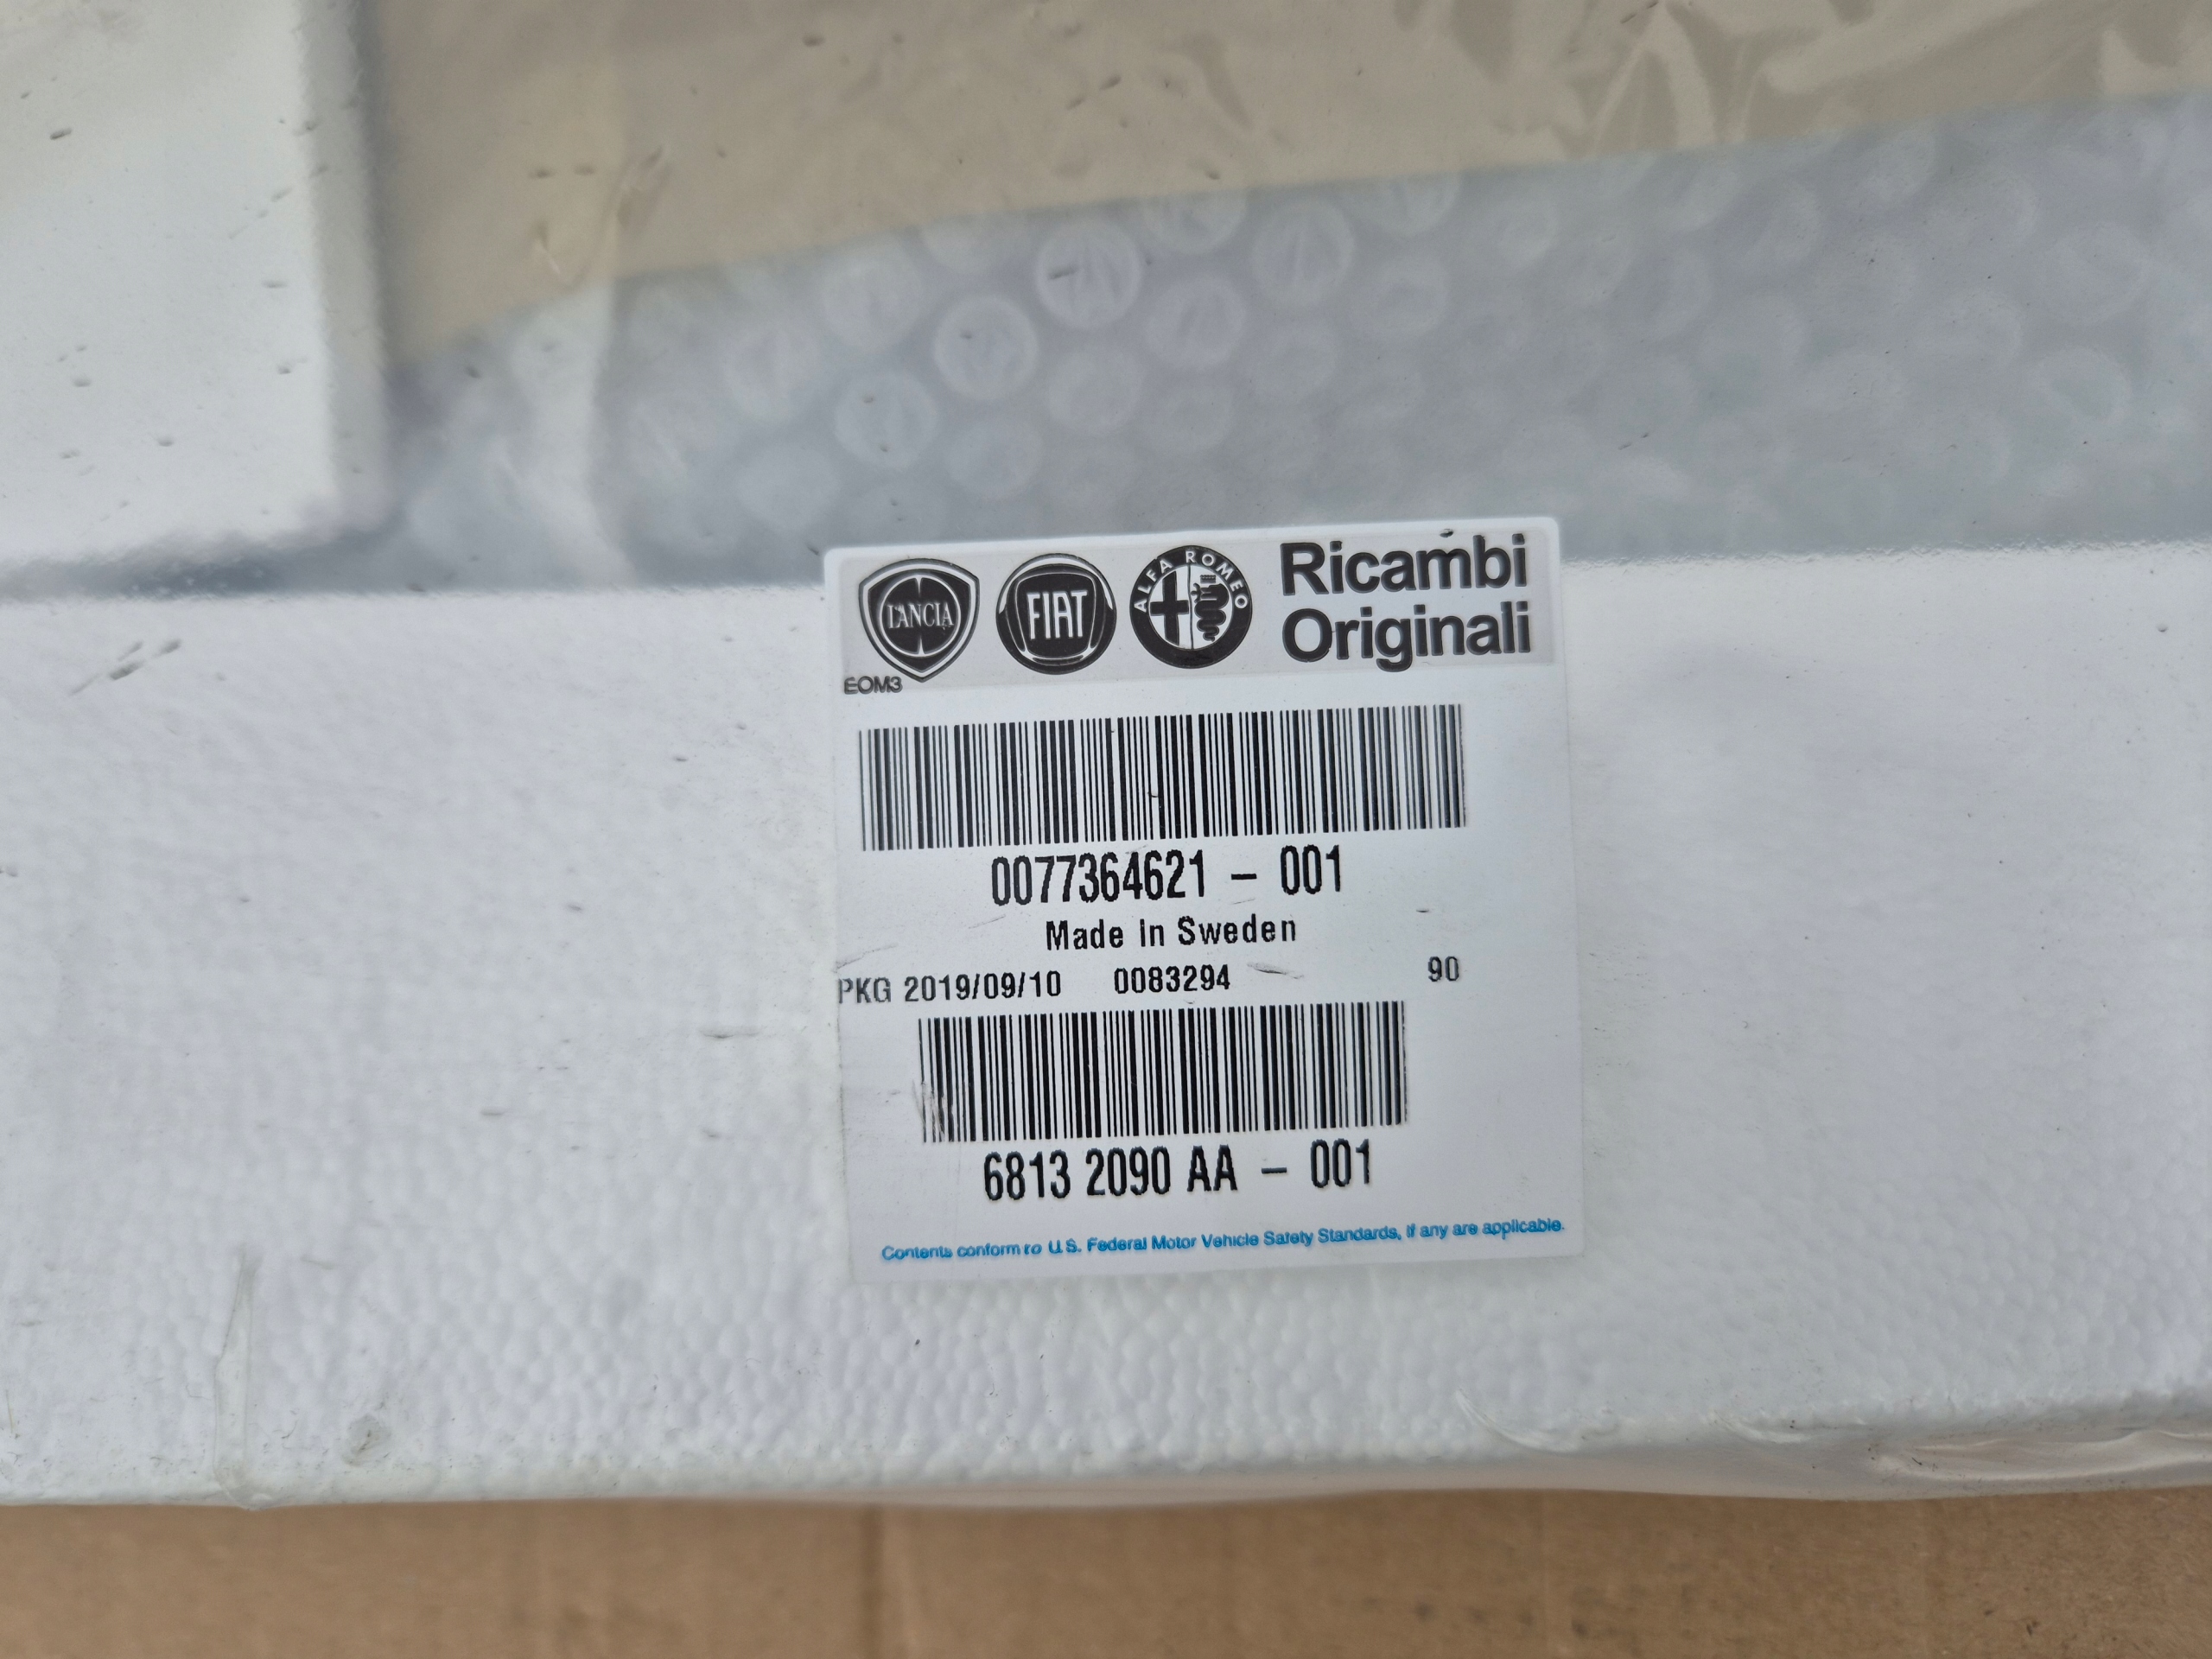 LANCIA FIAT ALFA ROMEO Ricambi
Originali
EOM3
0077364621 – 001
Made in Sweden
PKG 2019/09/10 0083294 90
6813 2090 AA – 001
Contents conform to U.S. Federal Motor Vehicle Safety Standards, if any are applicable.